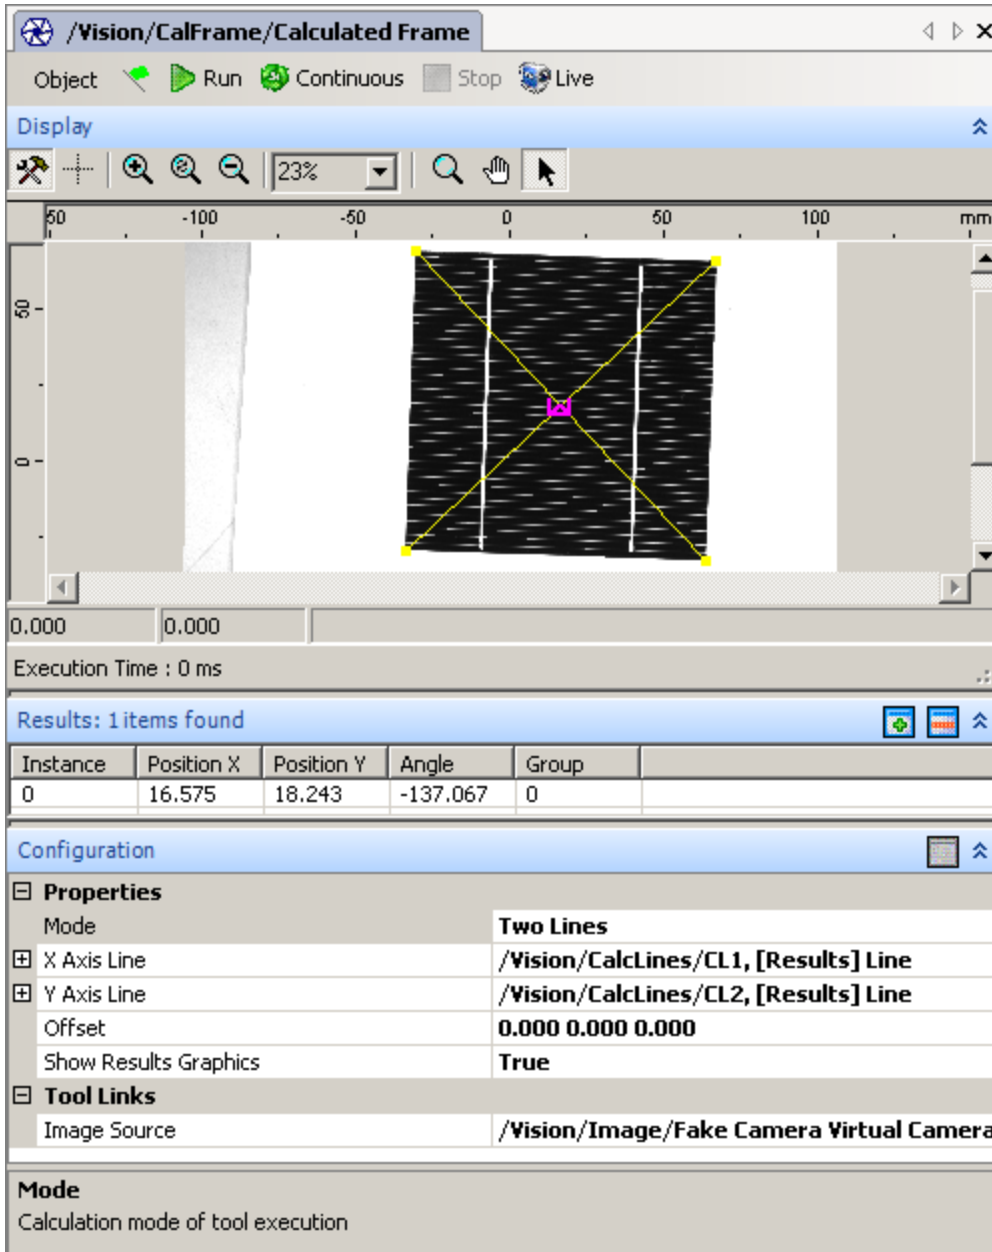 /Vision/CalFrame/Calculated Frame
Object Run Continuous Stop Live
Display
23%
50 -100 -50 0 50 100 mm
50
0
0.000 0.000
Execution Time : 0 ms
Results: 1 items found
Instance Position X Position Y Angle Group
0 16.575 18.243 -137.067 0
Configuration
Properties
Mode Two Lines
X Axis Line /Vision/CalcLines/CL1, [Results] Line
Y Axis Line /Vision/CalcLines/CL2, [Results] Line
Offset 0.000 0.000 0.000
Show Results Graphics True
Tool Links
Image Source /Vision/Image/Fake Camera Virtual Camera
Mode
Calculation mode of tool execution